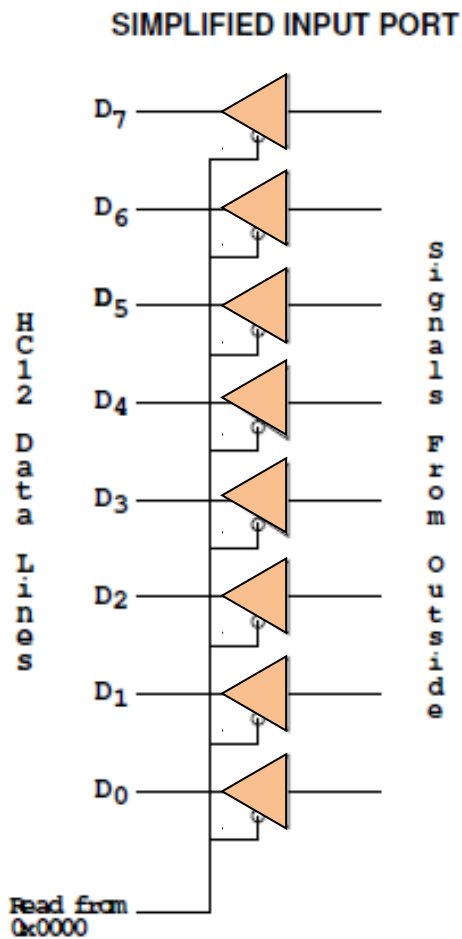 SIMPLIFIED INPUT PORT
D7
D6
D5
D4
D3
D2
D1
D0
HC12 Data Lines
Signals From Outside
Read from
0x0000